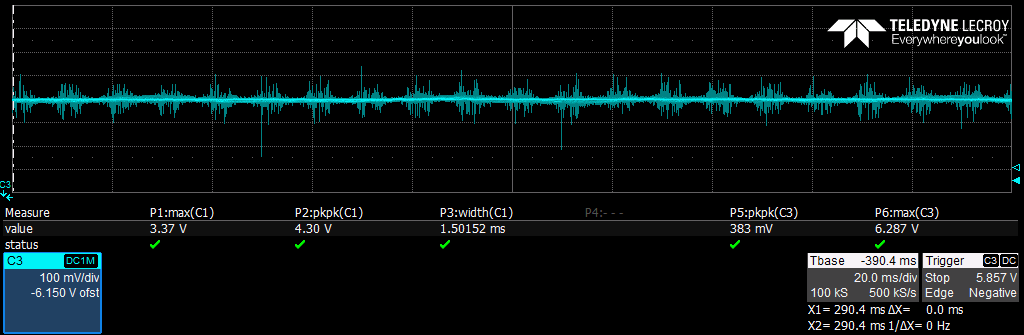 TELEDYNE LECROY
Everywhereyoulook™
C3
Measure P1:max(C1) P2:pkpk(C1) P3:width(C1) P4:- - - P5:pkpk(C3) P6:max(C3)
value 3.37 V 4.30 V 1.50152 ms 383 mV 6.287 V
status
C3 DC1M
100 mV/div
-6.150 V ofst
Tbase -390.4 ms
20.0 ms/div
100 kS 500 kS/s
Trigger C3 DC
Stop 5.857 V
Edge Negative
X1= 290.4 ms ΔX= 0.0 ms
X2= 290.4 ms 1/ΔX= 0 Hz